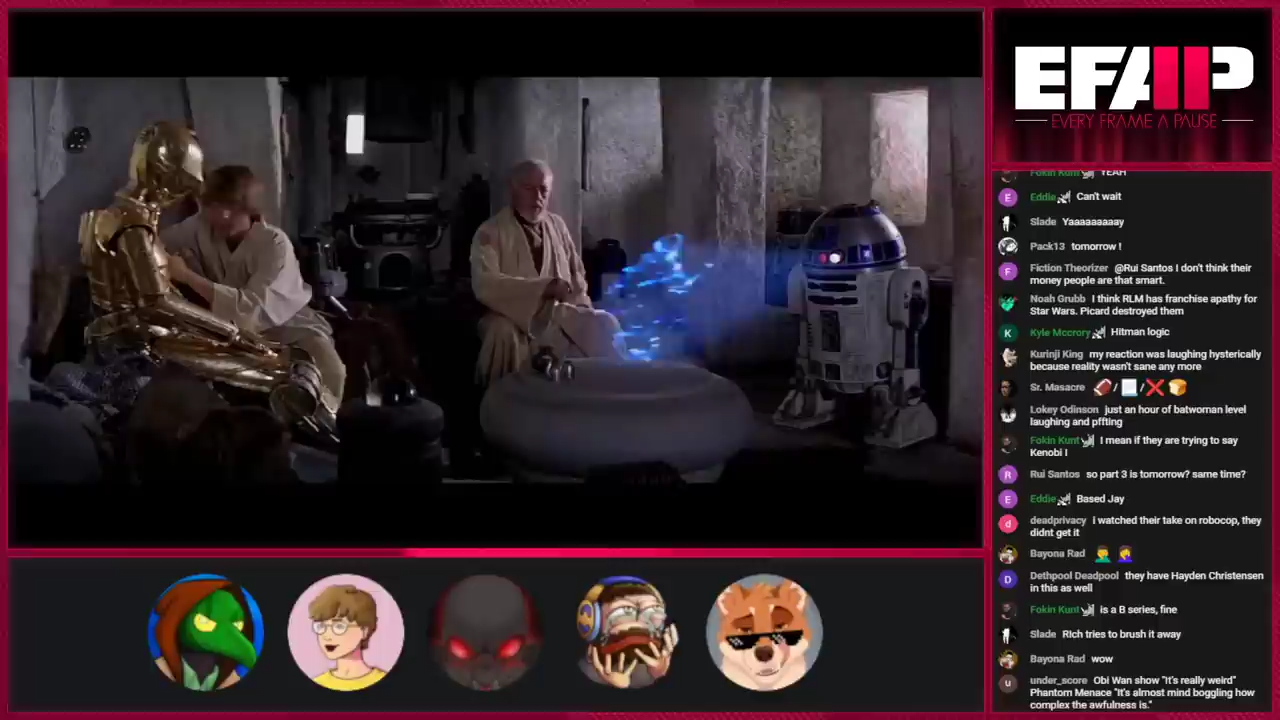 EFAP
EVERY FRAME A PAUSE
Fokin Kunt YEAH
Eddie Can't wait
Slade Yaaaaaaaaay
Pack13 tomorrow !
Fiction Theorizer @Rui Santos I don't think their
money people are that smart.
Noah Grubb I think RLM has franchise apathy for
Star Wars. Picard destroyed them
Kyle Mccrory Hitman logic
Kurinji King my reaction was laughing hysterically
because reality wasn't sane any more
Sr. Masacre 🏈/📃/❌🍞
Lokey Odinson just an hour of batwoman level
laughing and pffting
Fokin Kunt I mean if they are trying to say
Kenobi I
Rui Santos so part 3 is tomorrow? same time?
Eddie Based Jay
deadprivacy i watched their take on robocop, they
didnt get it
Bayona Rad 🤦‍♂️ 🤦‍♀️
Dethpool Deadpool they have Hayden Christensen
in this as well
Fokin Kunt is a B series, fine
Slade RIch tries to brush it away
Bayona Rad wow
under_score Obi Wan show "It's really weird"
Phantom Menace "It's almost mind boggling how
complex the awfulness is."
E
F
K
R
E
d
D
u